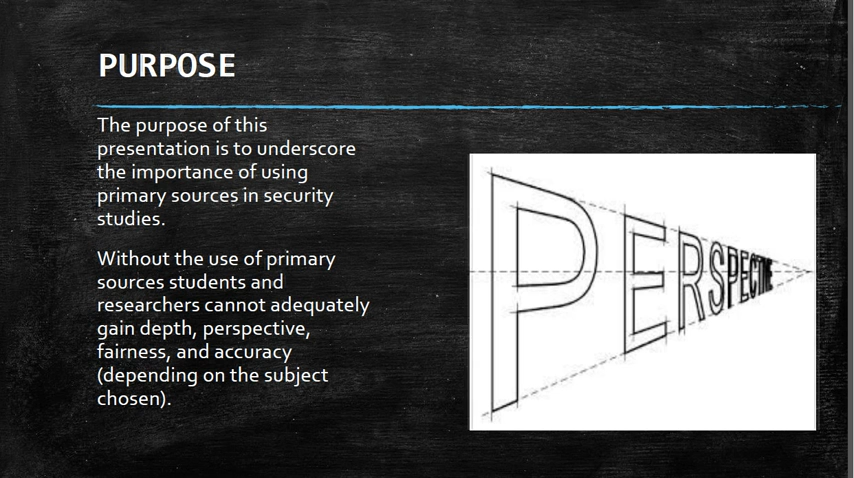 PURPOSE
The purpose of this
presentation is to underscore
the importance of using
primary sources in security
studies.
Without the use of primary
sources students and
researchers cannot adequately
gain depth, perspective,
fairness, and accuracy
(depending on the subject
chosen).
PERSPECTIVE